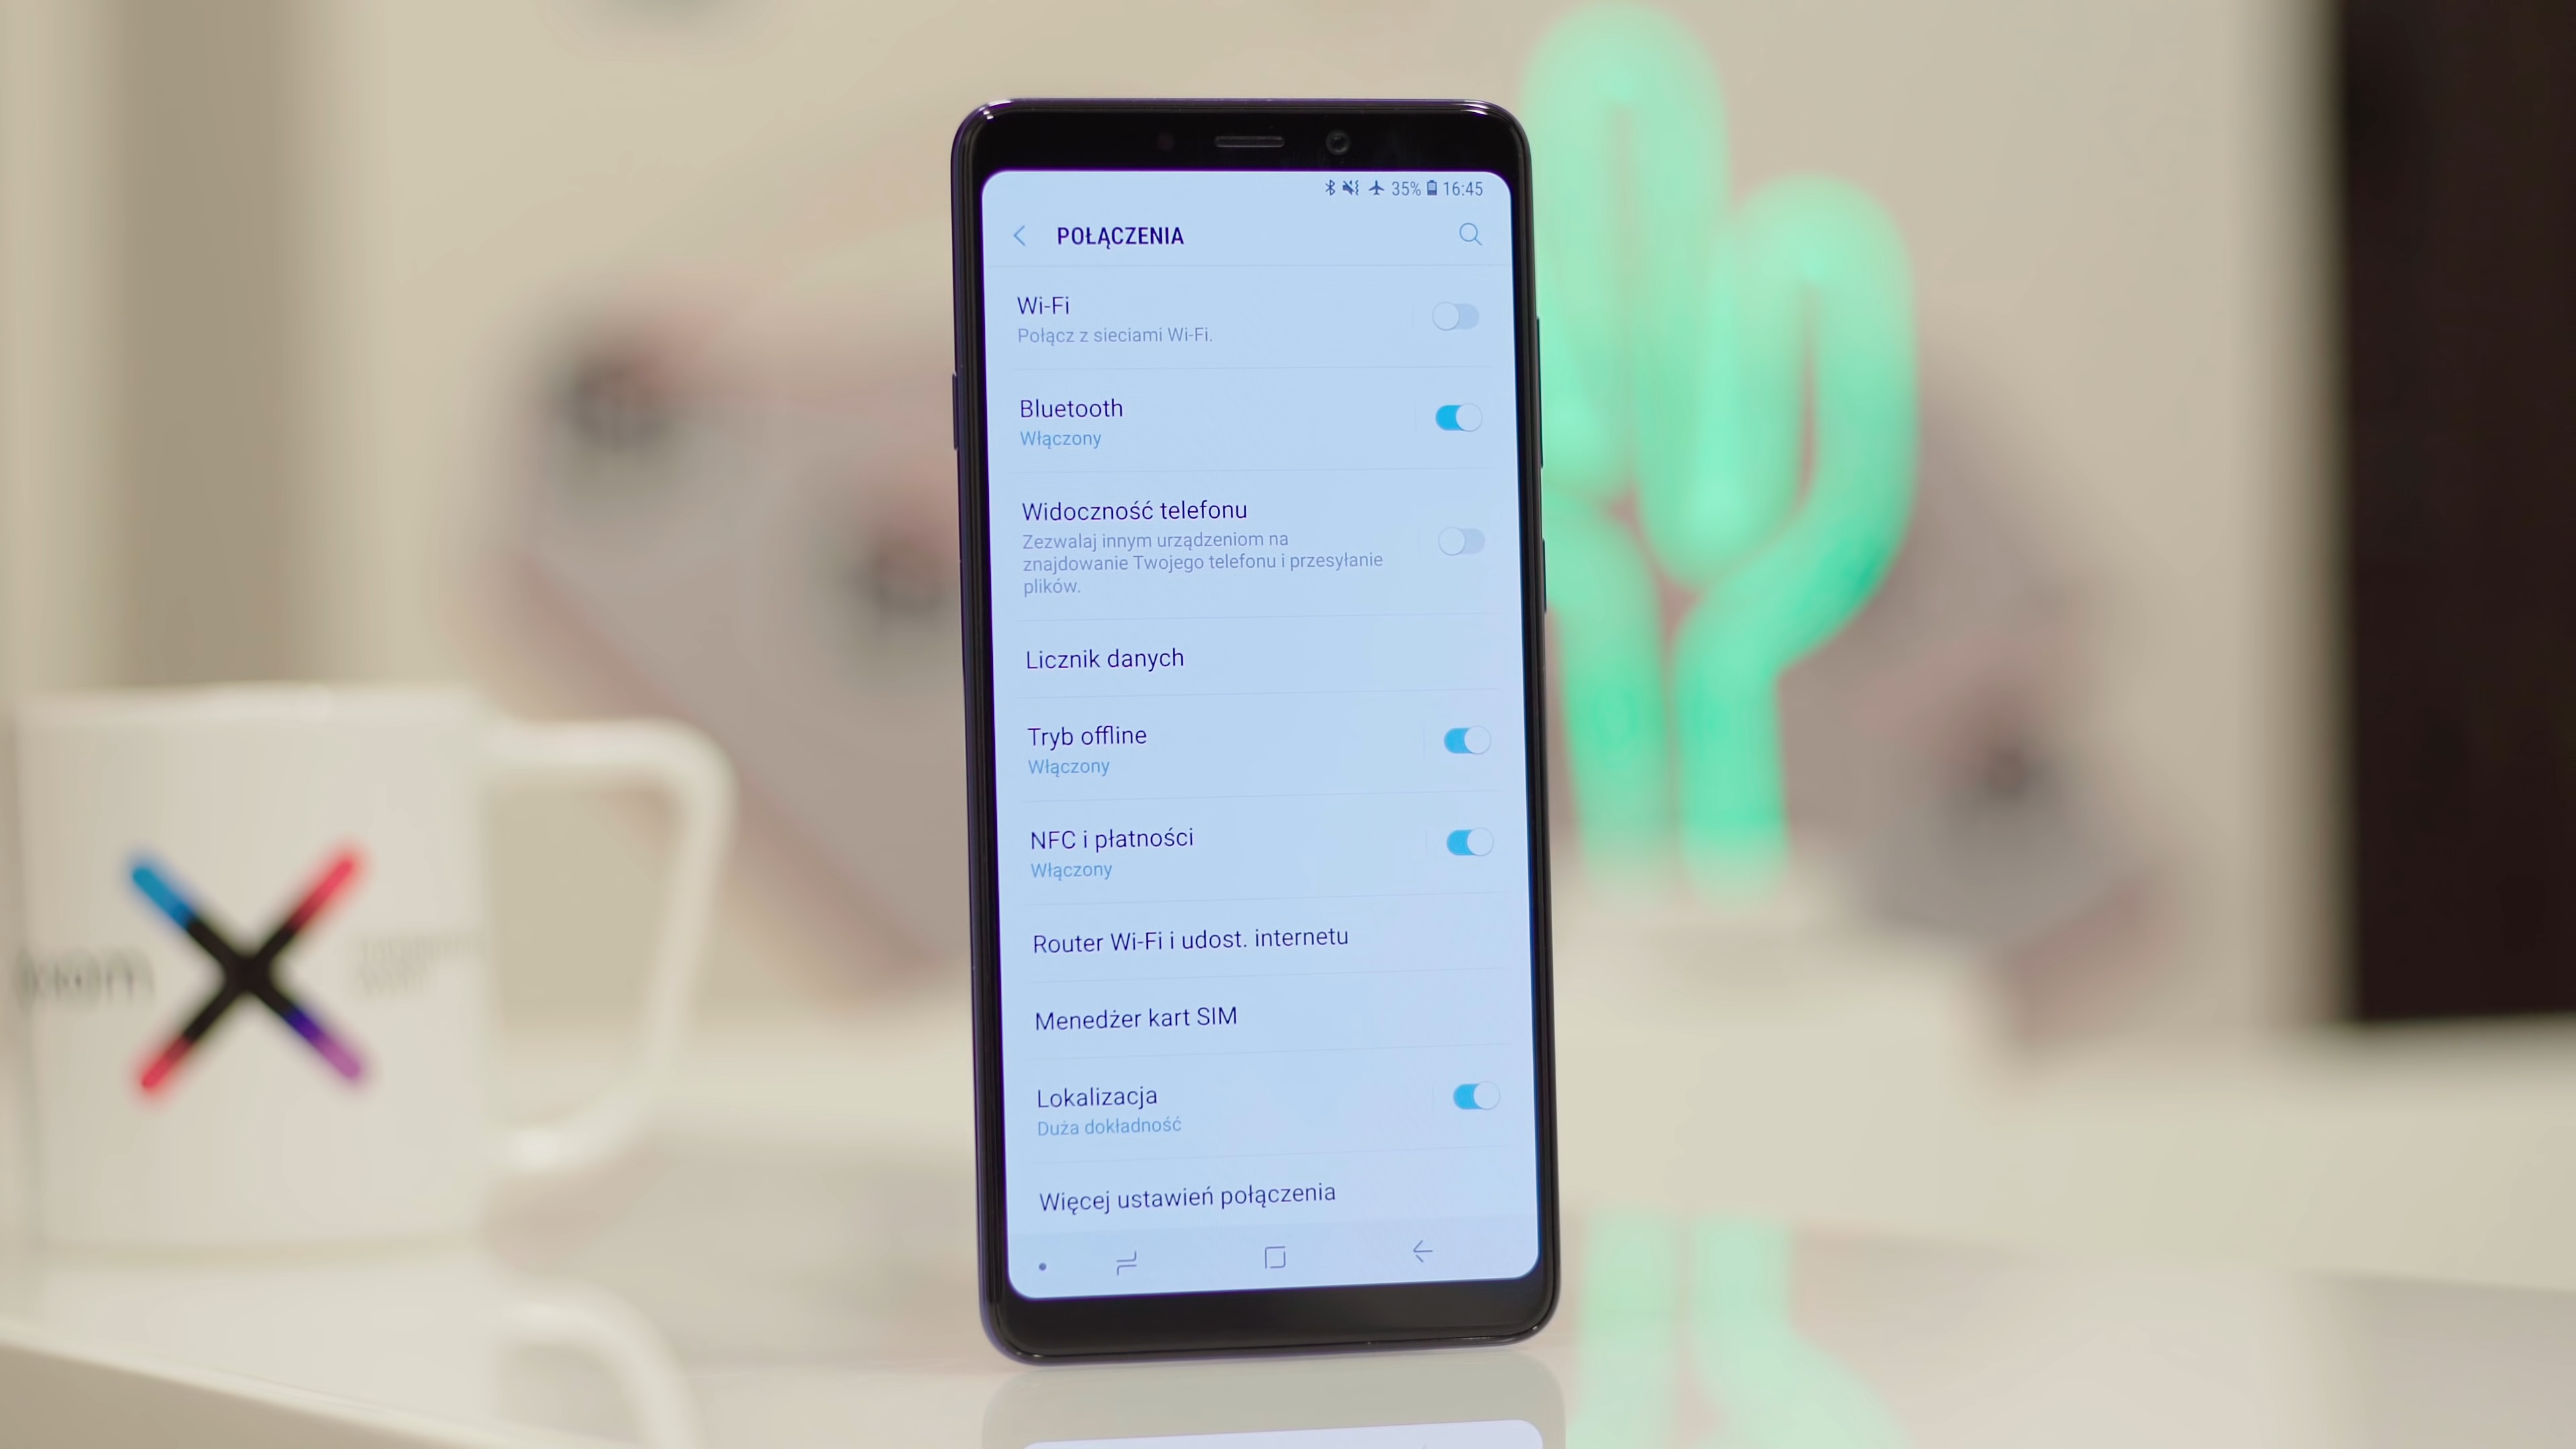 35% 16:45
POŁĄCZENIA
Wi-Fi
Połącz z sieciami Wi-Fi.
Bluetooth
Włączony
Widoczność telefonu
Zezwalaj innym urządzeniom na
znajdowanie Twojego telefonu i przesyłanie
plików.
Licznik danych
Tryb offline
Włączony
NFC i płatności
Włączony
Router Wi-Fi i udost. internetu
Menedżer kart SIM
Lokalizacja
Duża dokładność
Więcej ustawień połączenia